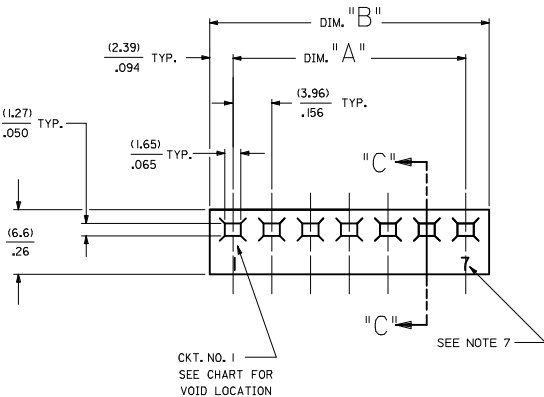 DIM. "B"
(2.39)
.094 TYP.
DIM. "A"
(3.96)
.156 TYP.
(1.27)
.050 TYP.
(1.65)
.065 TYP.
"C"
(6.6)
.26
1
7
"C"
SEE NOTE 7
CKT. NO. 1
SEE CHART FOR
VOID LOCATION